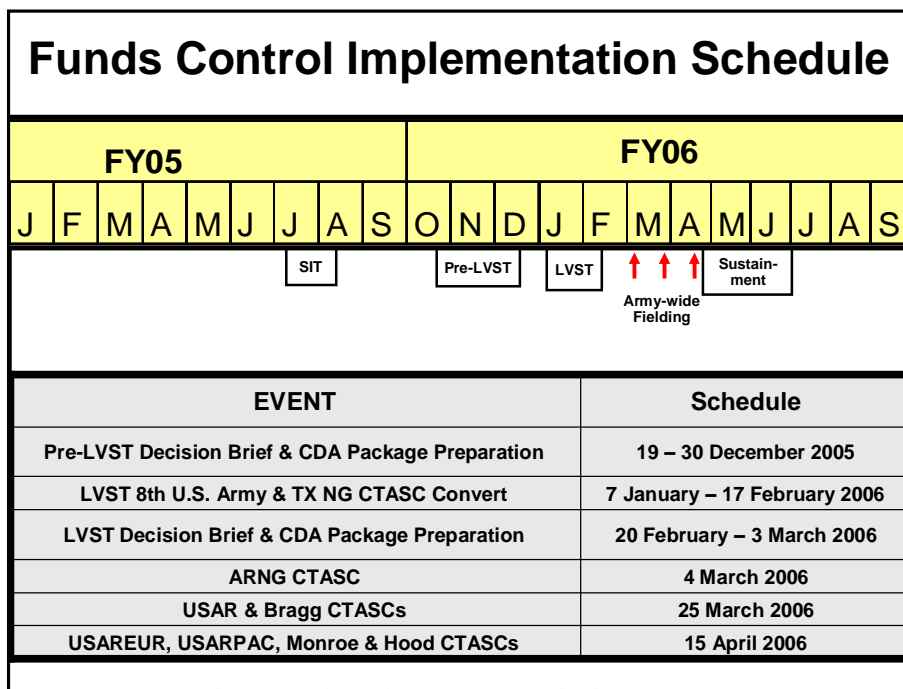 Funds Control Implementation Schedule
FY05 FY06
J F M A M J J A S O N D J F M A M J J A S
SIT Pre-LVST LVST Sustain-
ment
Army-wide
Fielding
EVENT Schedule
Pre-LVST Decision Brief & CDA Package Preparation 19 – 30 December 2005
LVST 8th U.S. Army & TX NG CTASC Convert 7 January – 17 February 2006
LVST Decision Brief & CDA Package Preparation 20 February – 3 March 2006
ARNG CTASC 4 March 2006
USAR & Bragg CTASCs 25 March 2006
USAREUR, USARPAC, Monroe & Hood CTASCs 15 April 2006